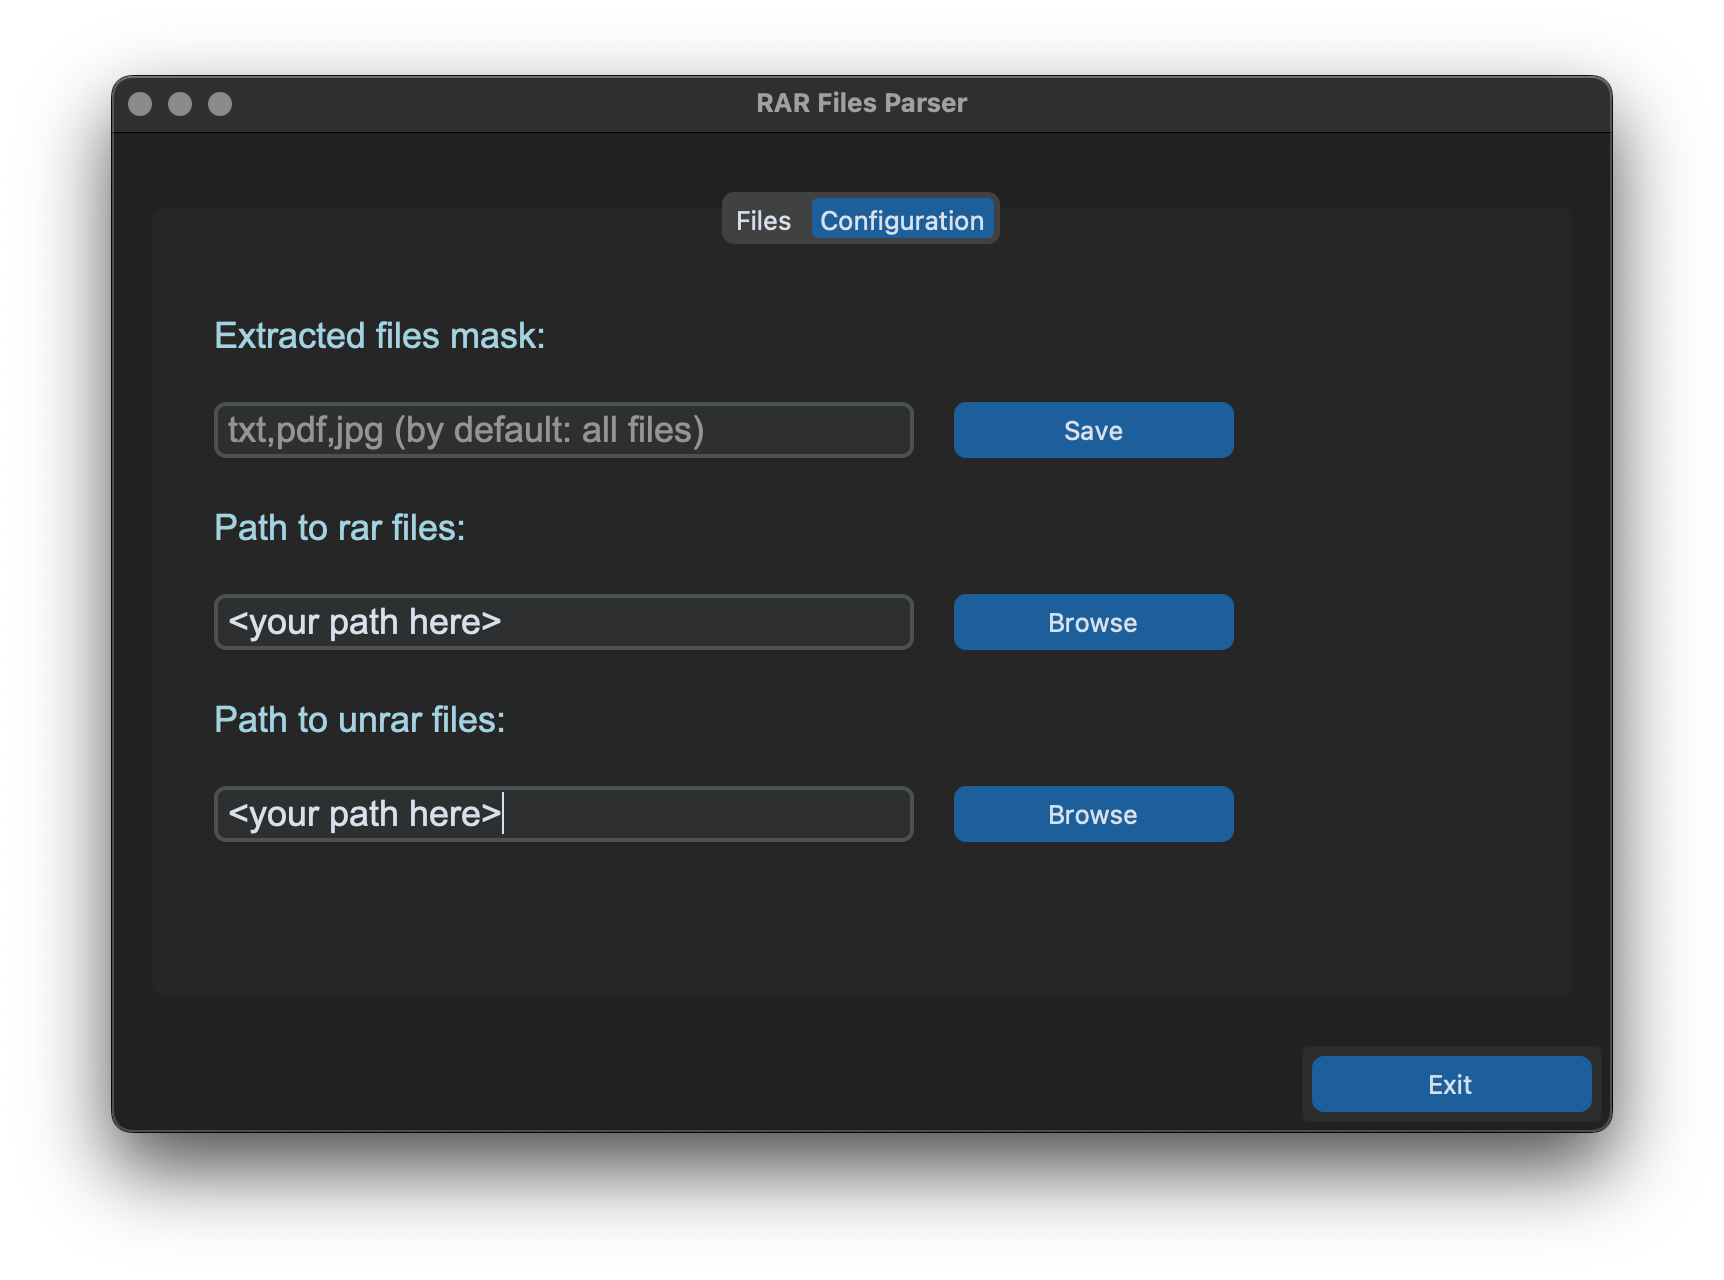 RAR Files Parser
Files Configuration
Extracted files mask:
txt,pdf,jpg (by default: all files) Save
Path to rar files:
<your path here> Browse
Path to unrar files:
<your path here> Browse
Exit